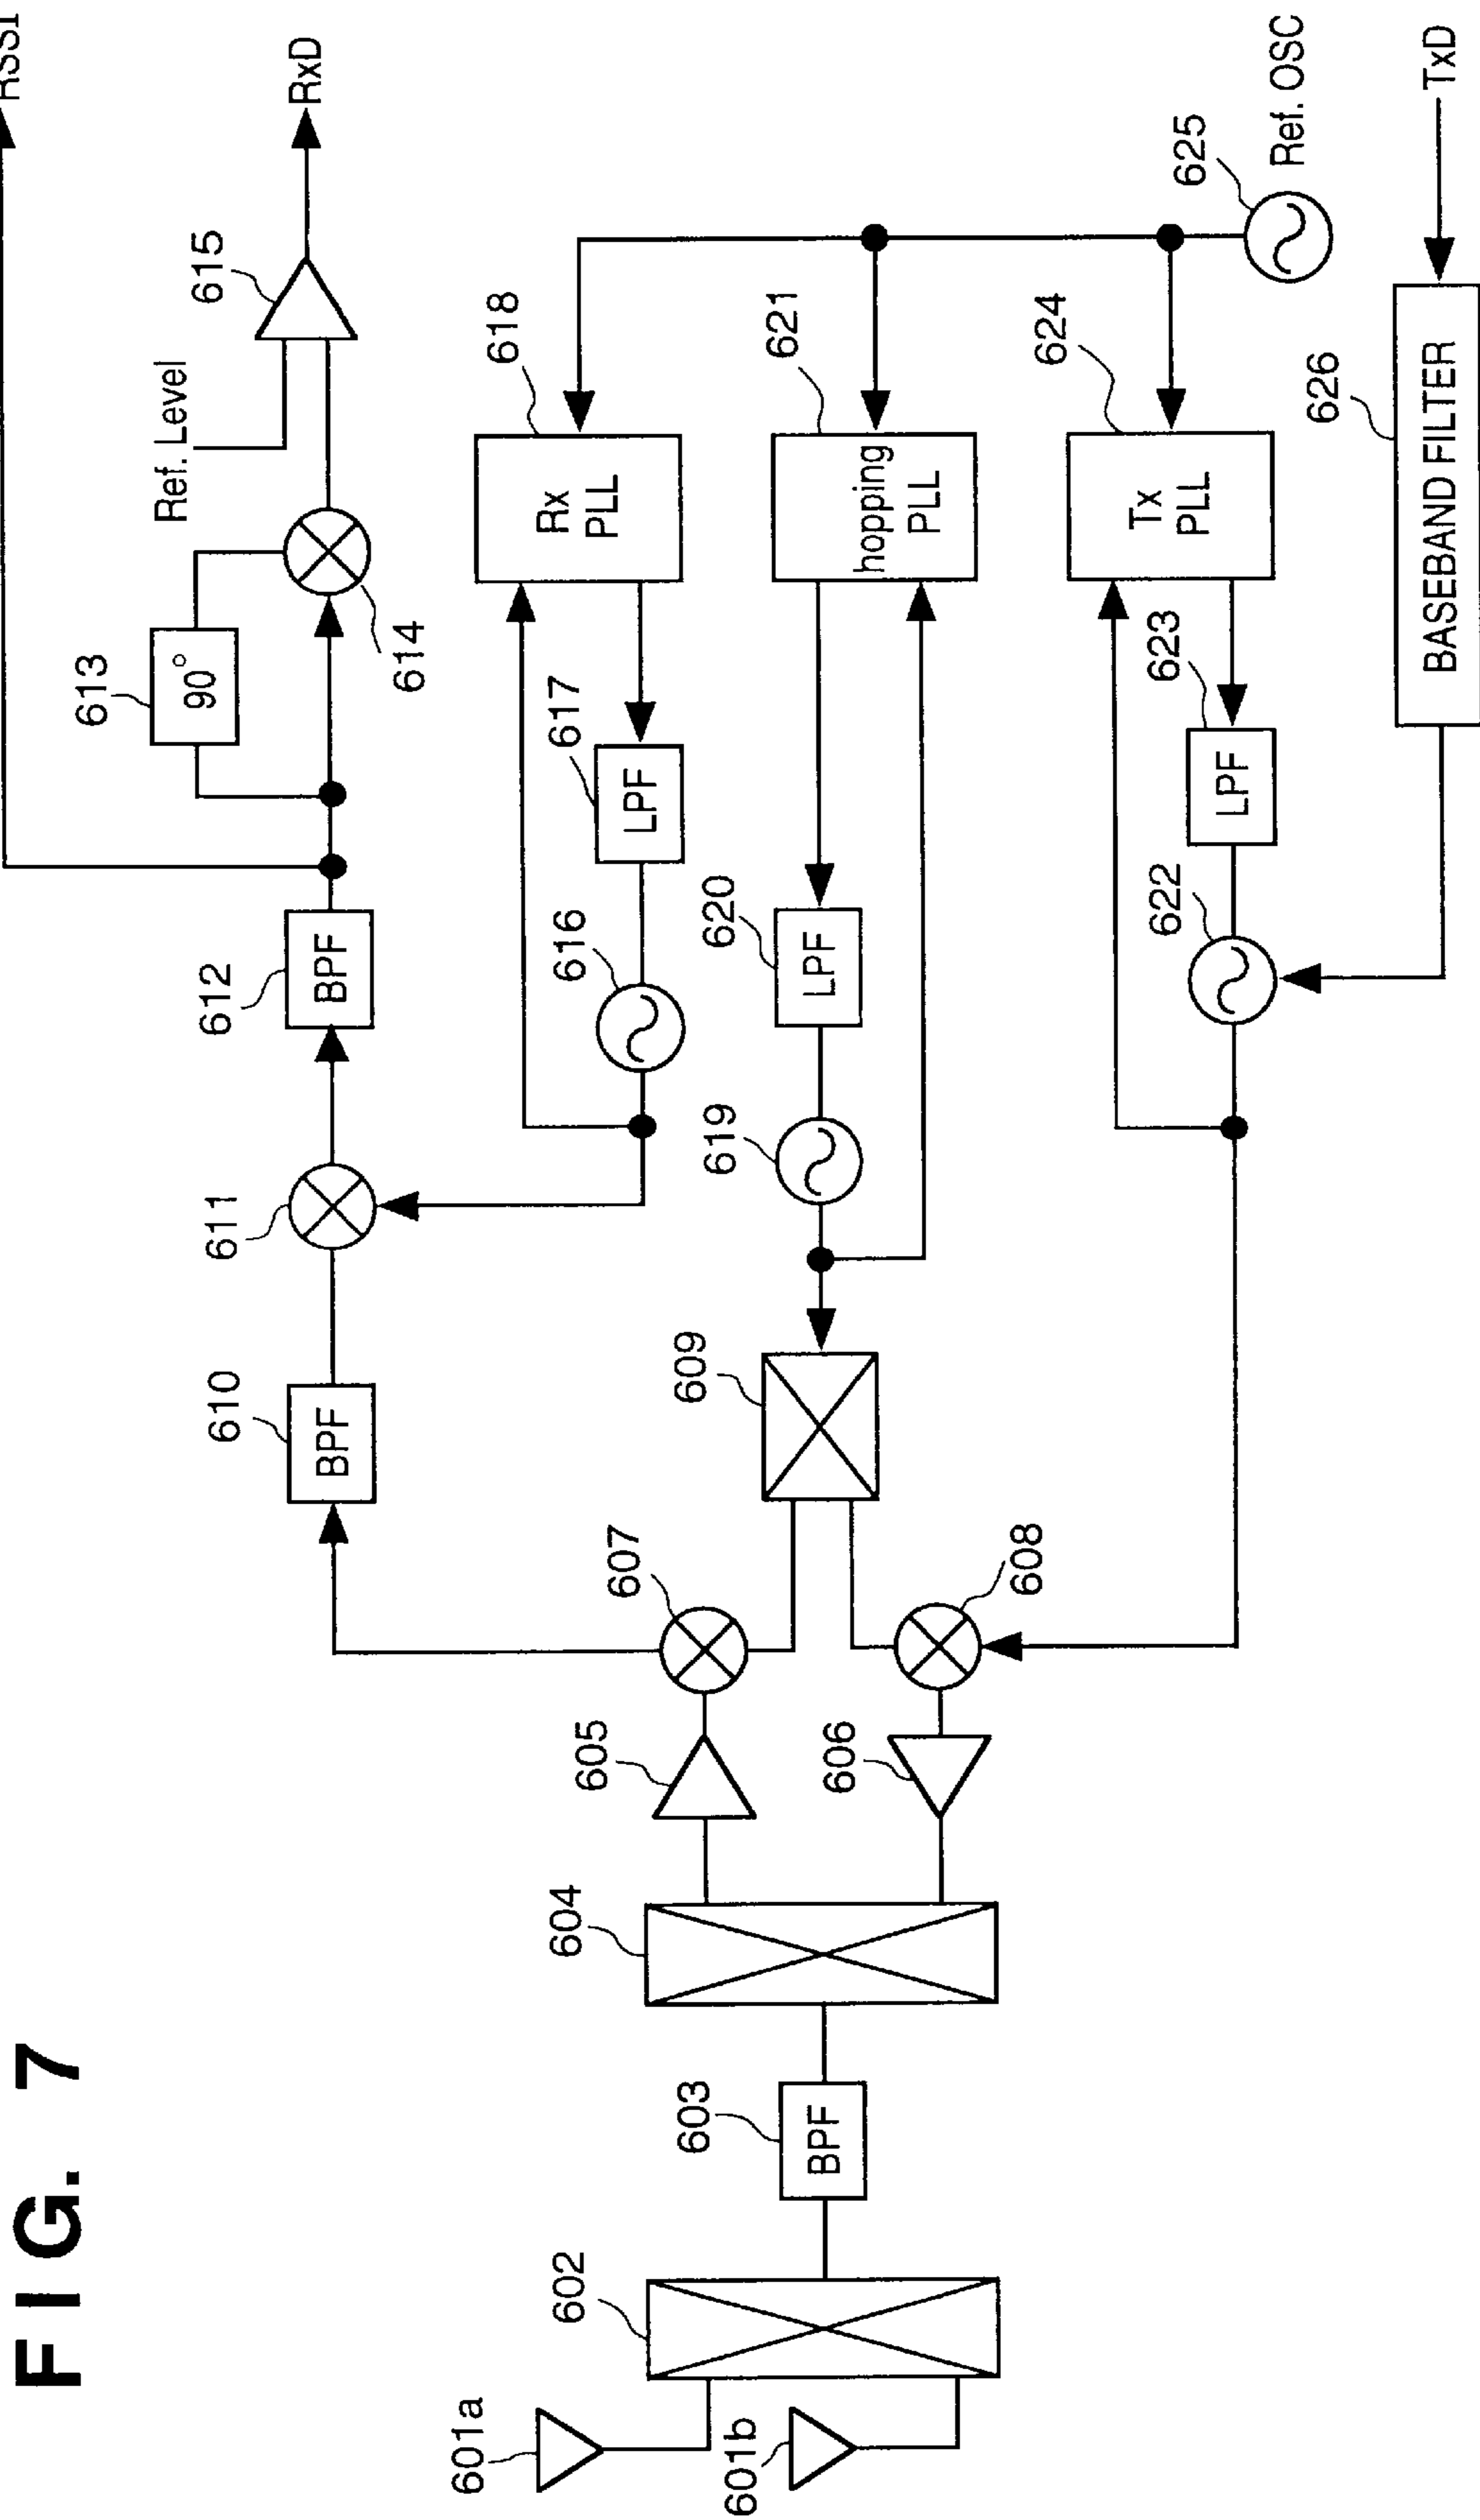 FIG. 7
RSSI
RxD
615
Ref. Level
613
90°
614
612
BPF
611
610
BPF
618
Rx
PLL
617
LPF
616
625
Ref. OSC
621
hopping
PLL
620
LPF
619
609
607
608
605
606
604
603
BPF
602
601a
601b
624
Tx
PLL
623
LPF
622
TxD
626
BASEBAND FILTER